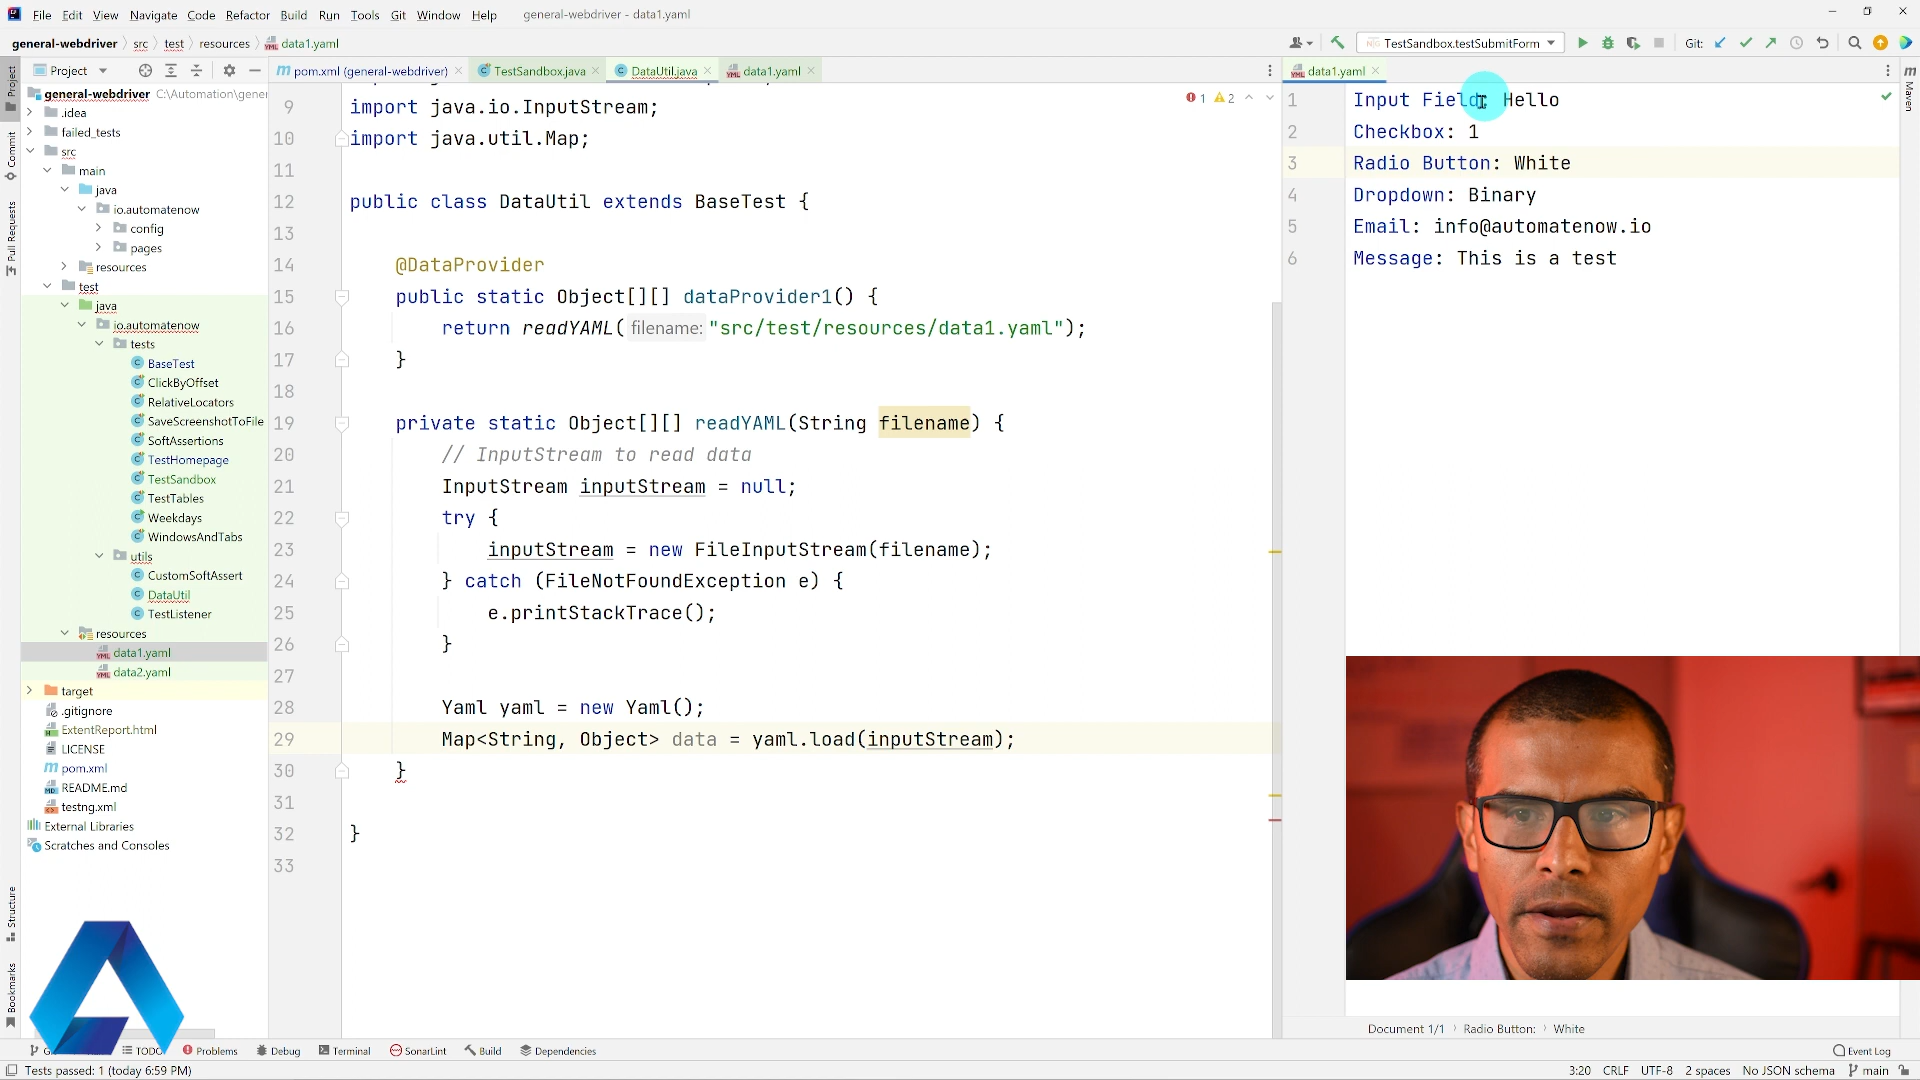 File Edit View Navigate Code Refactor Build Run Tools Git Window Help general-webdriver - data1.yaml
general-webdriver src test resources data1.yaml
TestSandbox.testSubmitForm Git:
Project
pom.xml (general-webdriver) TestSandbox.java DataUtil.java data1.yaml
data1.yaml
Project
Commit
Pull Requests
Structure
Bookmarks
Maven
general-webdriver C:\Automation\gener
.idea
failed_tests
src
main
java
io.automatenow
config
pages
resources
test
java
io.automatenow
tests
BaseTest
ClickByOffset
RelativeLocators
SaveScreenshotToFile
SoftAssertions
TestHomepage
TestSandbox
TestTables
Weekdays
WindowsAndTabs
utils
CustomSoftAssert
DataUtil
TestListener
resources
data1.yaml
data2.yaml
target
.gitignore
ExtentReport.html
LICENSE
pom.xml
README.md
testng.xml
External Libraries
Scratches and Consoles
1 2
9 import java.io.InputStream;
10 import java.util.Map;
11
12 public class DataUtil extends BaseTest {
13
14 @DataProvider
15 public static Object[][] dataProvider1() {
16 return readYAML( filename: "src/test/resources/data1.yaml");
17 }
18
19 private static Object[][] readYAML(String filename) {
20 // InputStream to read data
21 InputStream inputStream = null;
22 try {
23 inputStream = new FileInputStream(filename);
24 } catch (FileNotFoundException e) {
25 e.printStackTrace();
26 }
27
28 Yaml yaml = new Yaml();
29 Map<String, Object> data = yaml.load(inputStream);
30 }
31
32 }
33
1 Input Field: Hello
2 Checkbox: 1
3 Radio Button: White
4 Dropdown: Binary
5 Email: info@automatenow.io
6 Message: This is a test
Document 1/1 Radio Button: White
TODO Problems Debug Terminal SonarLint Build Dependencies Event Log
Tests passed: 1 (today 6:59 PM) 3:20 CRLF UTF-8 2 spaces No JSON schema main